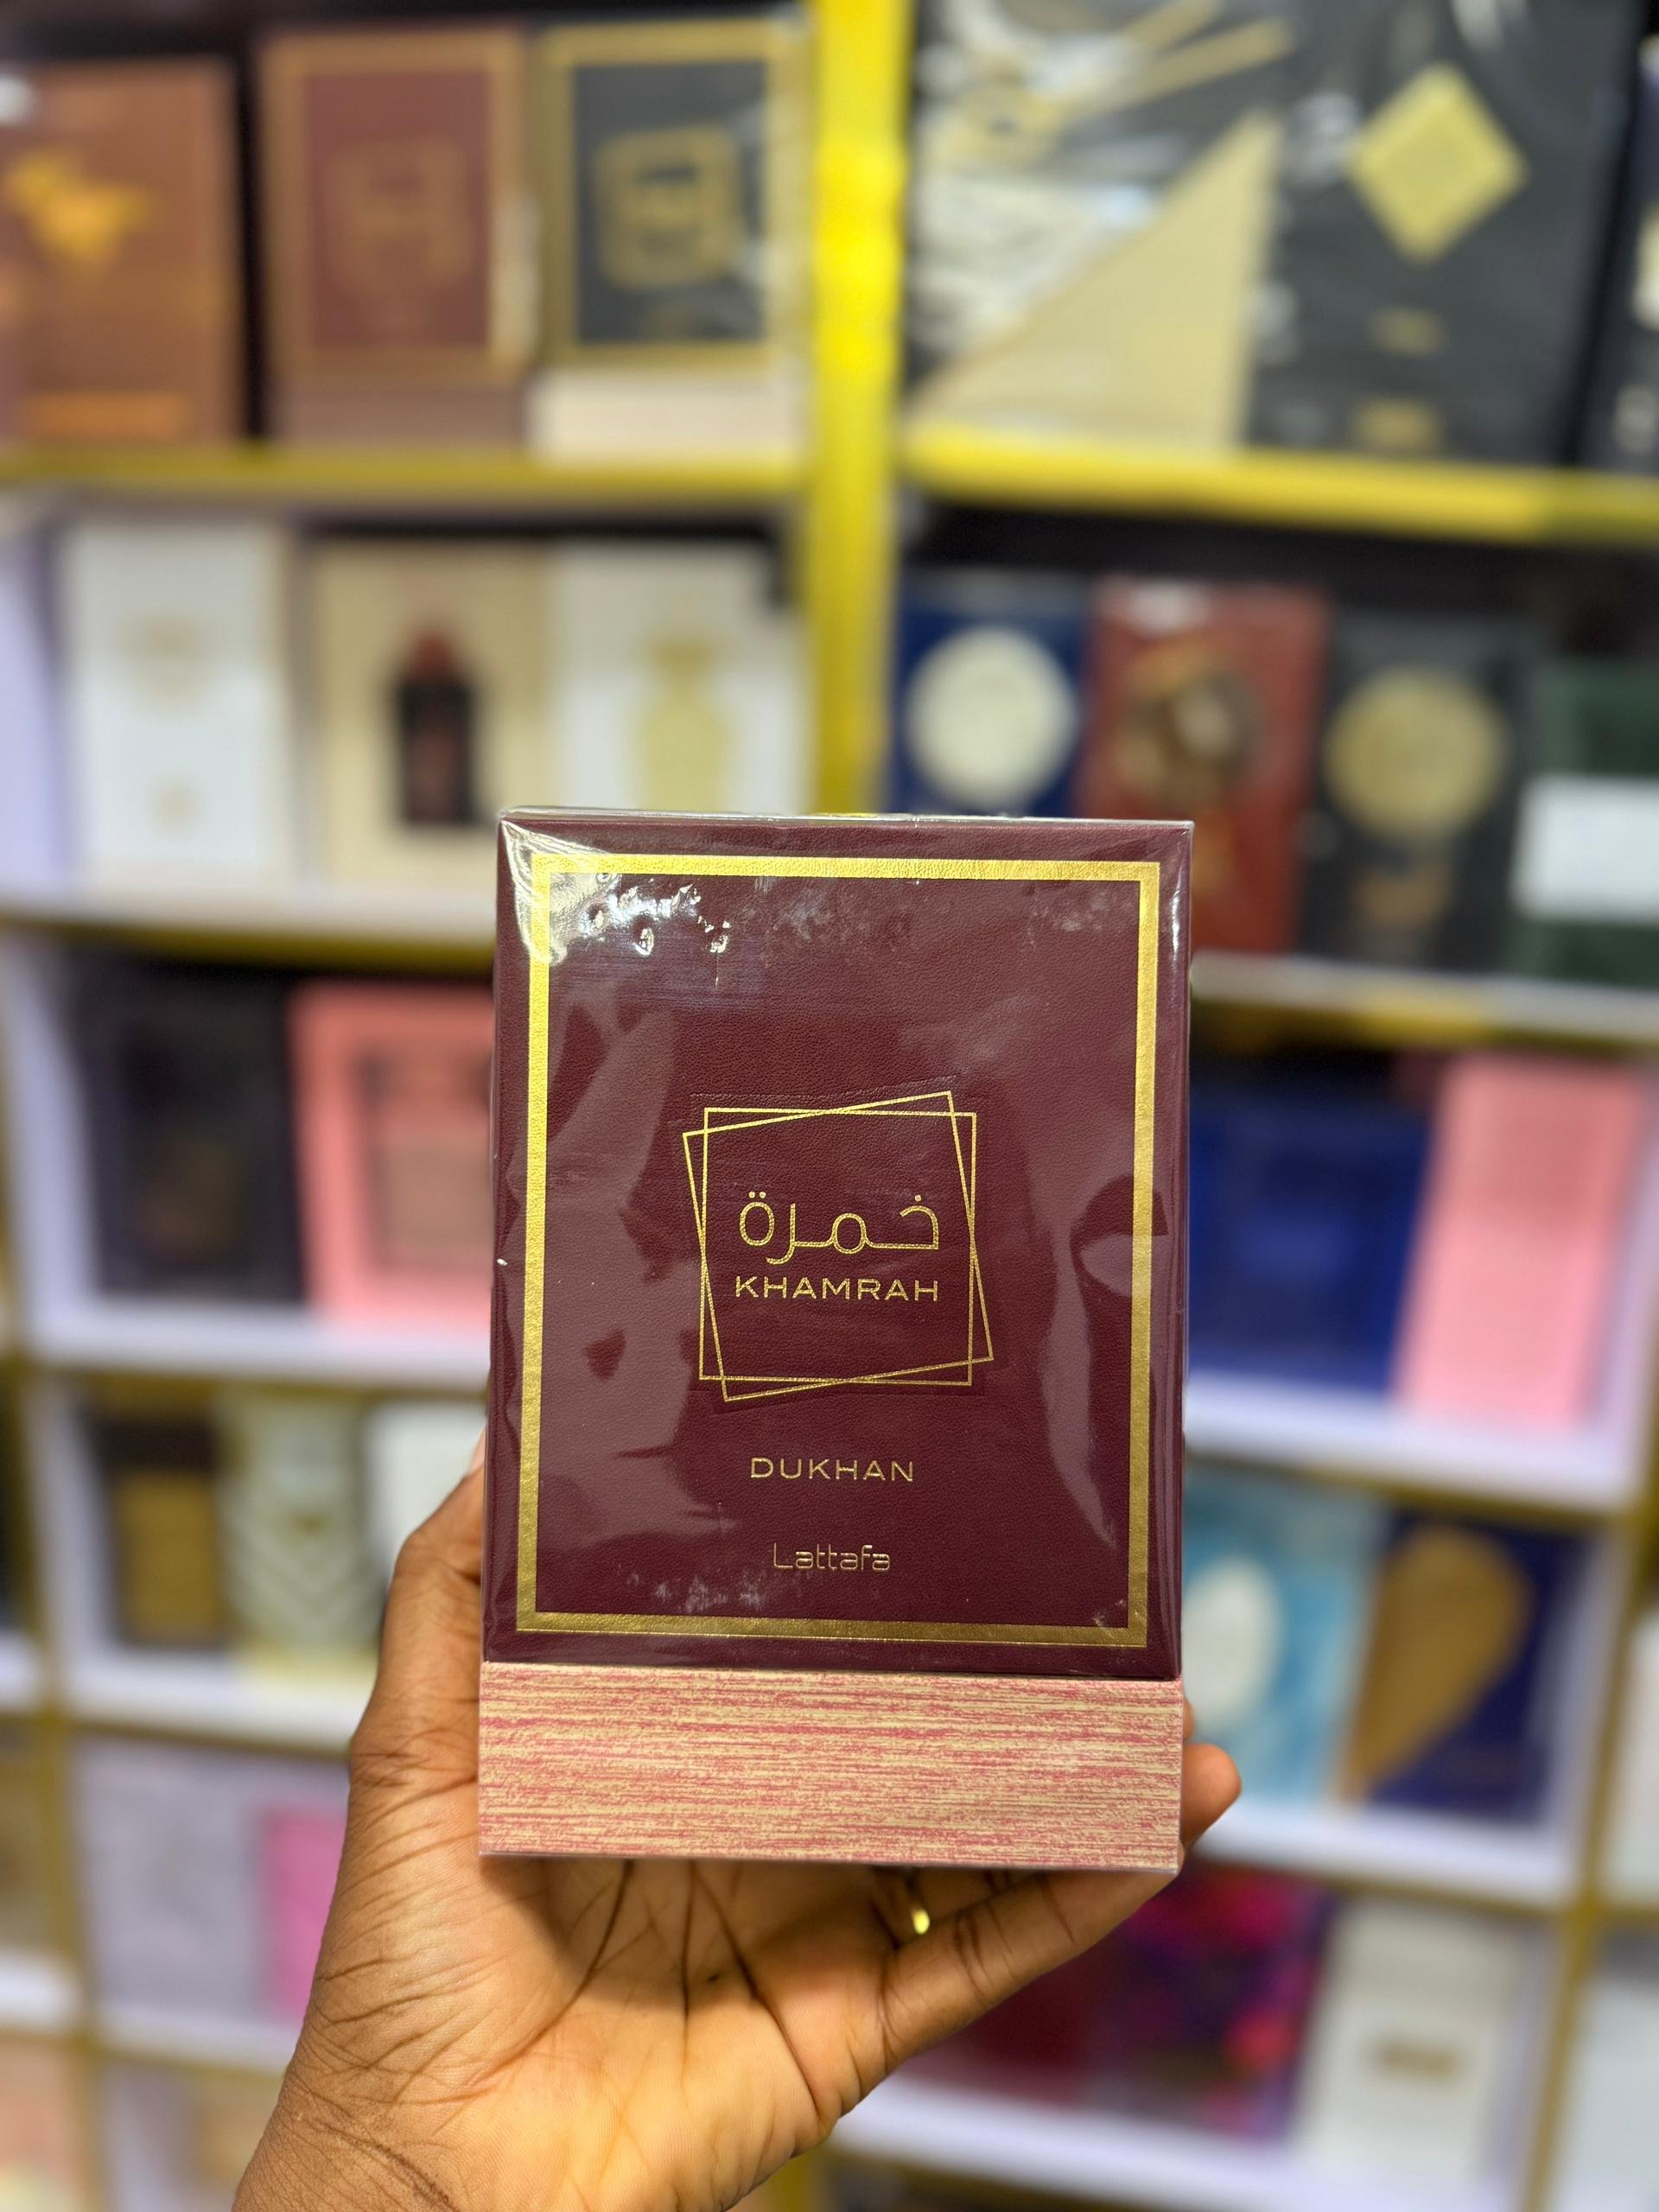 خمرة
KHAMRAH
DUKHAN
Lattafa